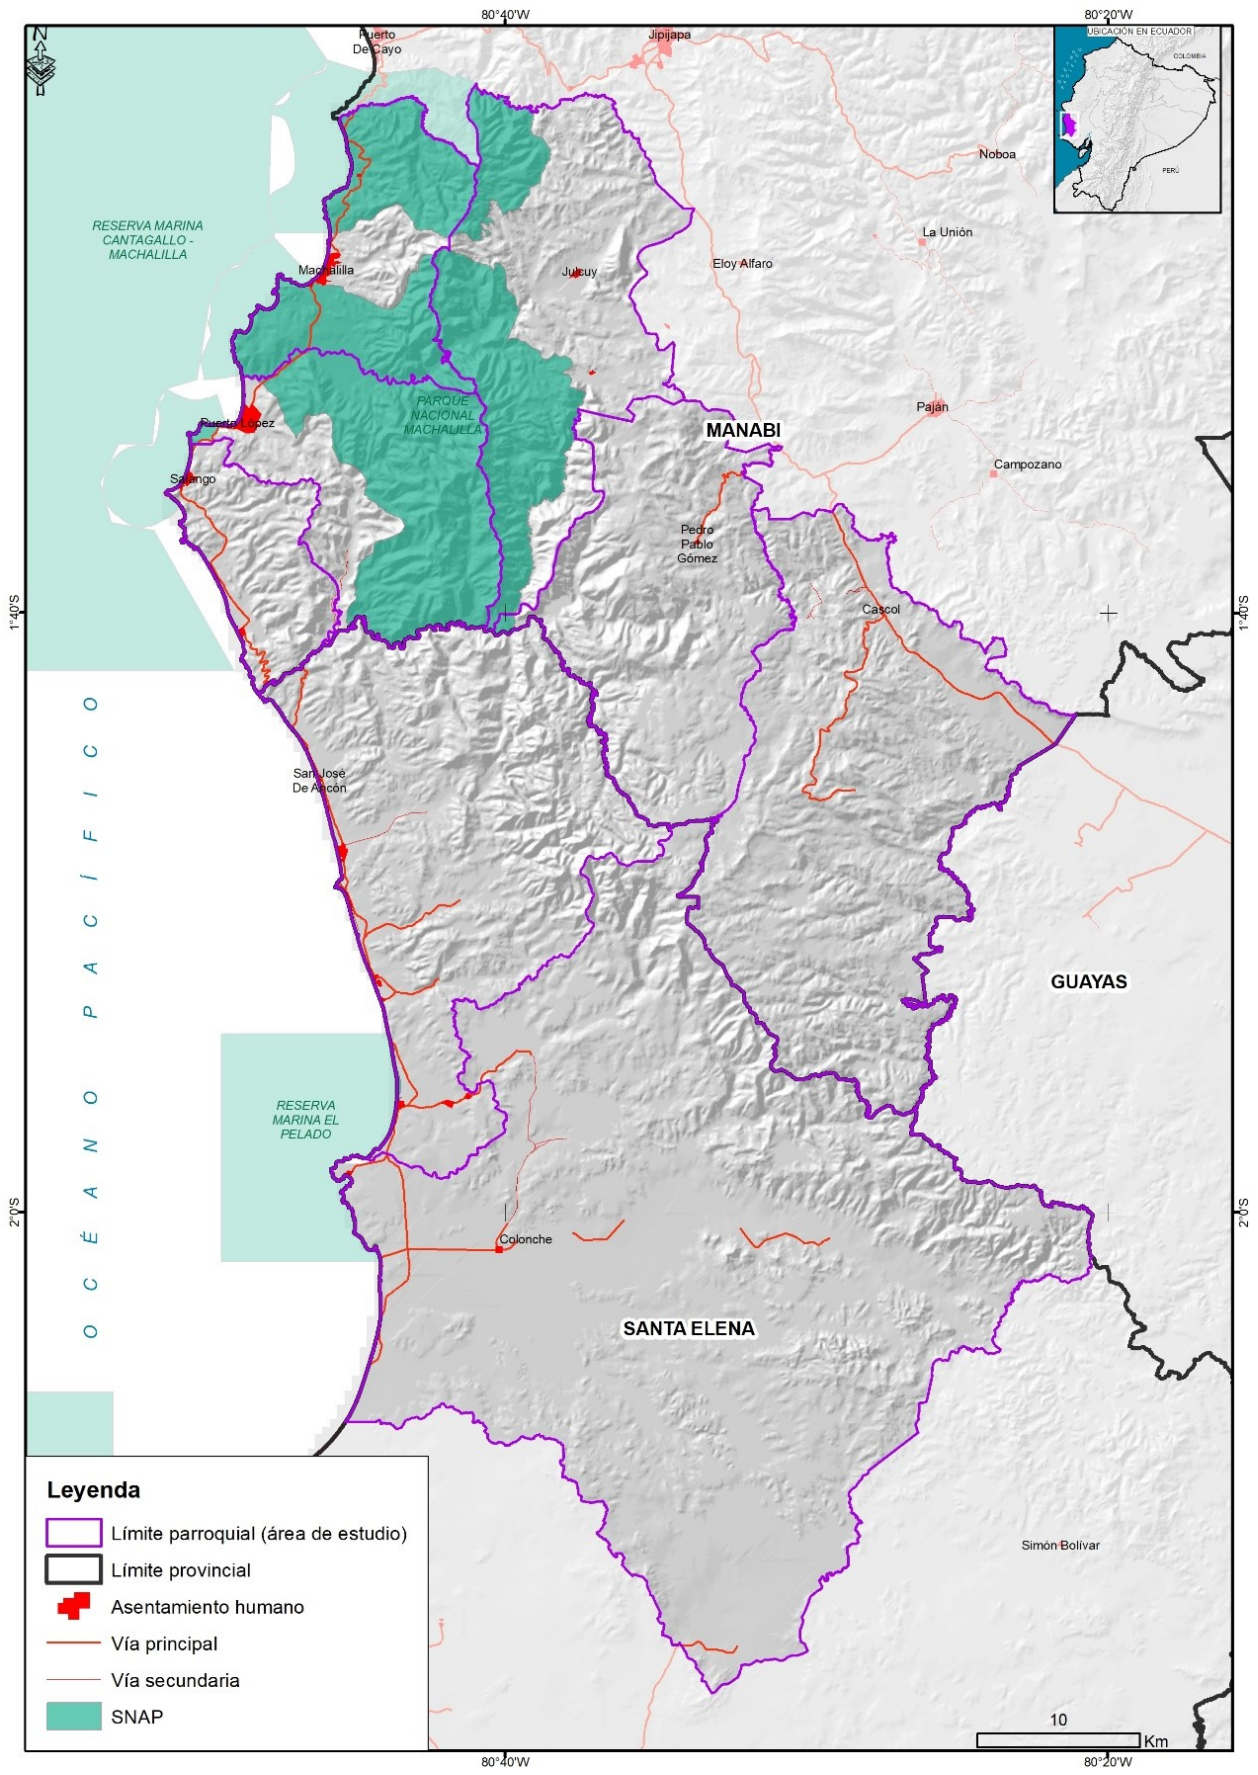 80°40'W
80°20'W
N
Puerto
De Cayo
Jipijapa
UBICACIÓN EN ECUADOR
COLOMBIA
PERÚ
Noboa
RESERVA MARINA
CANTAGALLO -
MACHALILLA
La Unión
Machalilla
Julcuy
Eloy Alfaro
PARQUE
NACIONAL
MACHALILLA
Paján
Puerto López
MANABI
Campozano
Salango
Pedro
Pablo
Gómez
Cascol
1°40'S
1°40'S
San José
De Ancón
OCÉANO PACÍFICO
GUAYAS
RESERVA
MARINA EL
PELADO
2°0'S
2°0'S
Colonche
SANTA ELENA
Simón Bolívar
Leyenda
Límite parroquial (área de estudio)
Límite provincial
Asentamiento humano
Vía principal
Vía secundaria
SNAP
10
Km
80°40'W
80°20'W